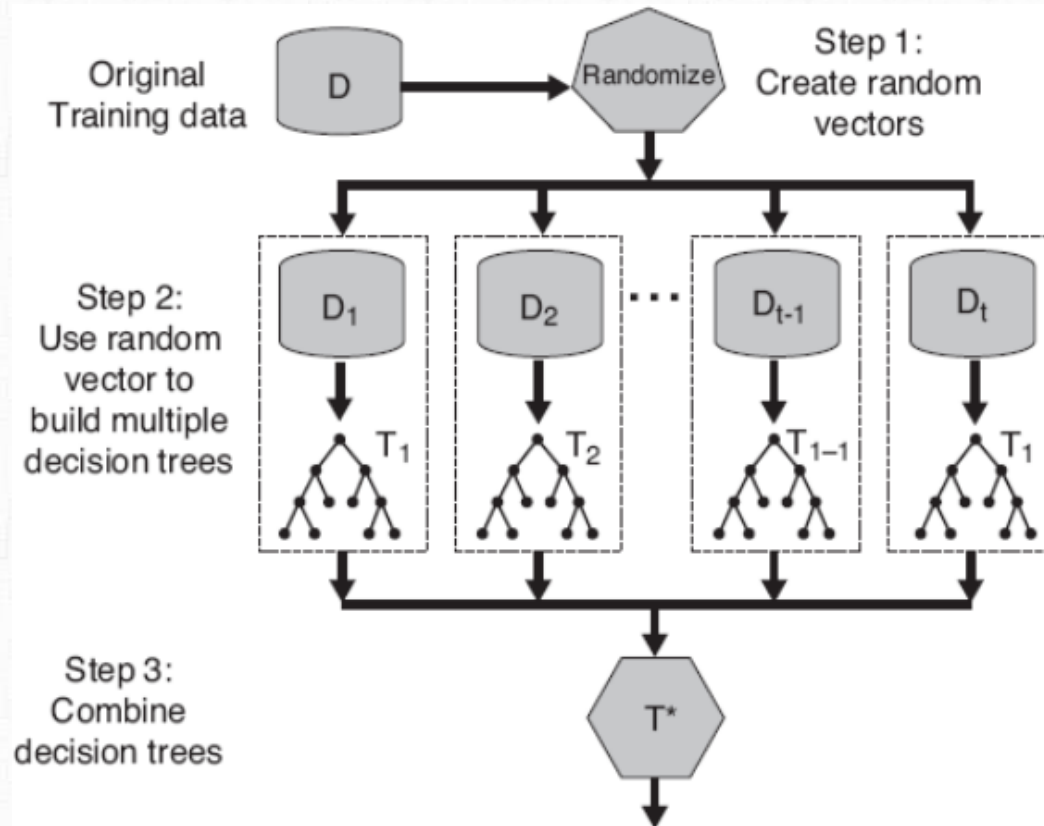 Original
Training data
D
Randomize
Step 1:
Create random
vectors
Step 2:
Use random
vector to
build multiple
decision trees
D₁
D₂
...
Dₜ₋₁
Dₜ
T₁
T₂
T₁₋₁
T₁
Step 3:
Combine
decision trees
T*